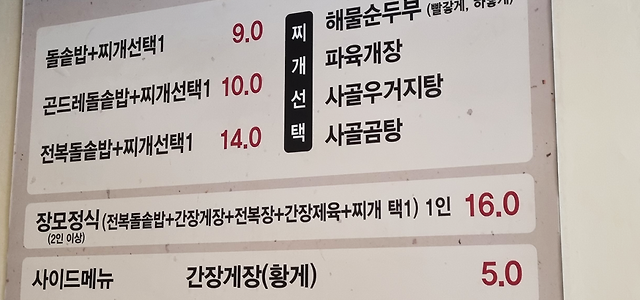 돌솥밥+찌개선택1 9.0
곤드레돌솥밥+찌개선택1 10.0
전복돌솥밥+찌개선택1 14.0
찌개선택
해물순두부 (빨갛게, 하얗게)
파육개장
사골우거지탕
사골곰탕
장모정식(전복돌솥밥+간장게장+전복장+간장제육+찌개 택1) 1인 16.0
(2인 이상)
사이드메뉴 간장게장(황게) 5.0